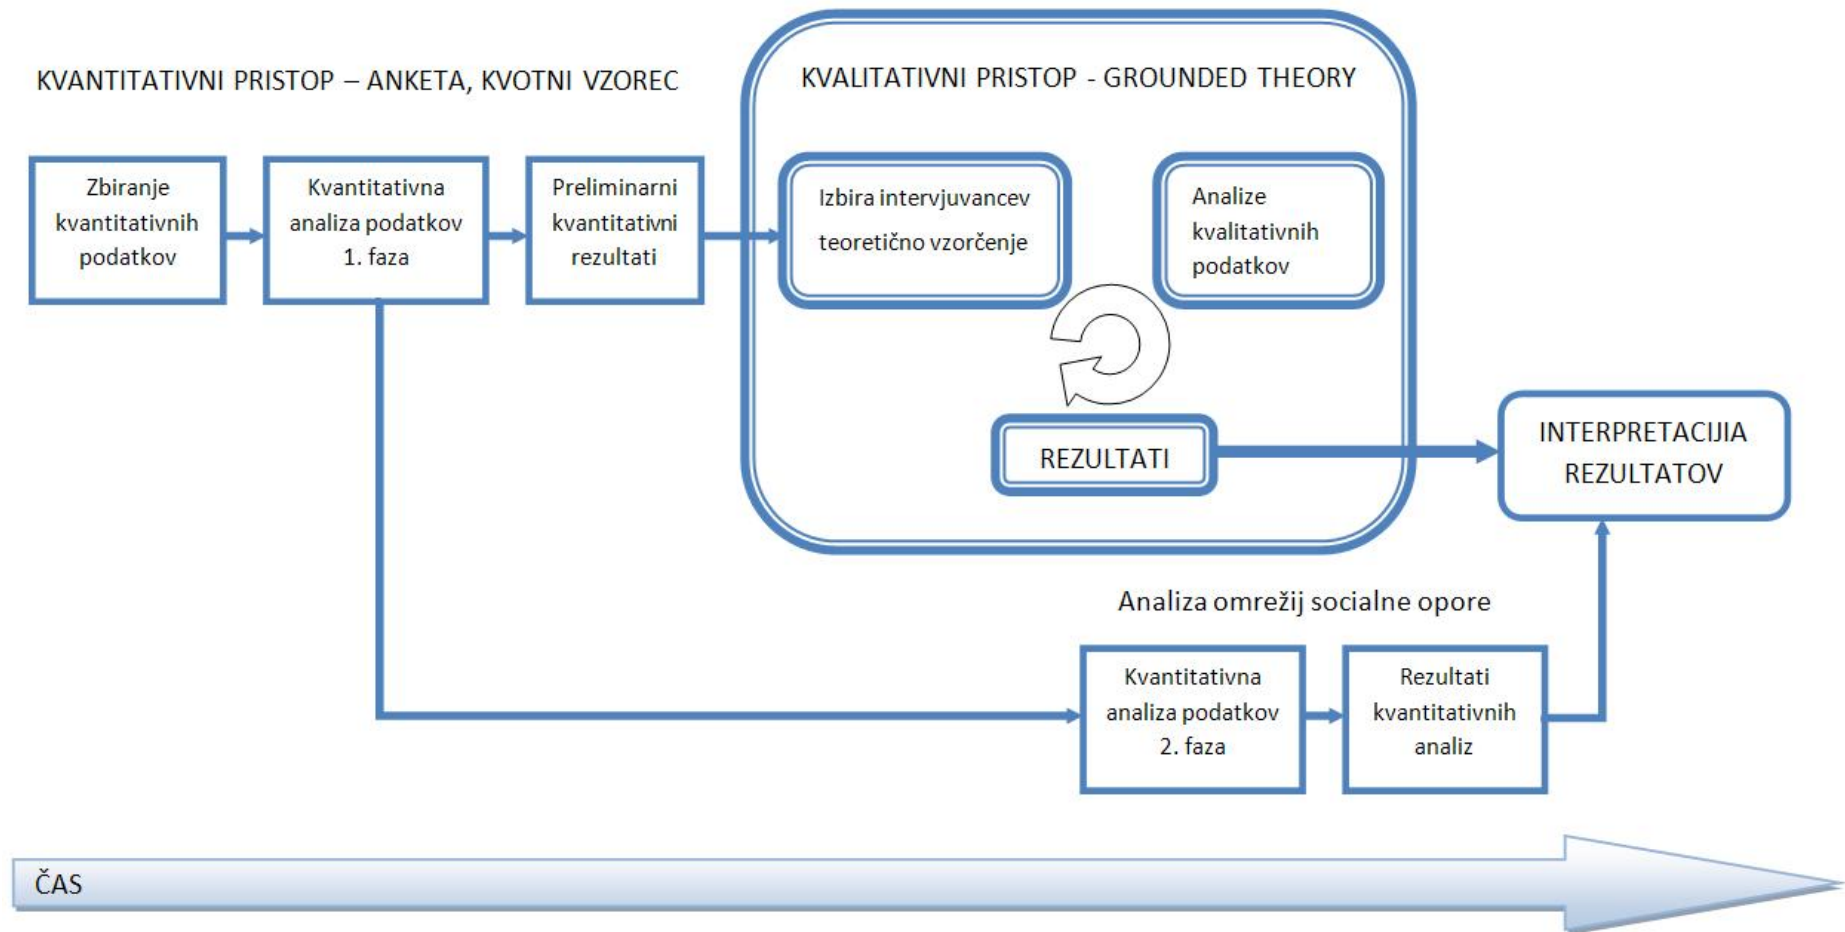 KVANTITATIVNI PRISTOP – ANKETA, KVOTNI VZOREC
Zbiranje
kvantitativnih
podatkov
Kvantitativna
analiza podatkov
1. faza
Preliminarni
kvantitativni
rezultati
KVALITATIVNI PRISTOP - GROUNDED THEORY
Izbira intervjuvancev
teoretično vzorčenje
Analize
kvalitativnih
podatkov
REZULTATI
INTERPRETACIJIA
REZULTATOV
Analiza omrežij socialne opore
Kvantitativna
analiza podatkov
2. faza
Rezultati
kvantitativnih
analiz
ČAS